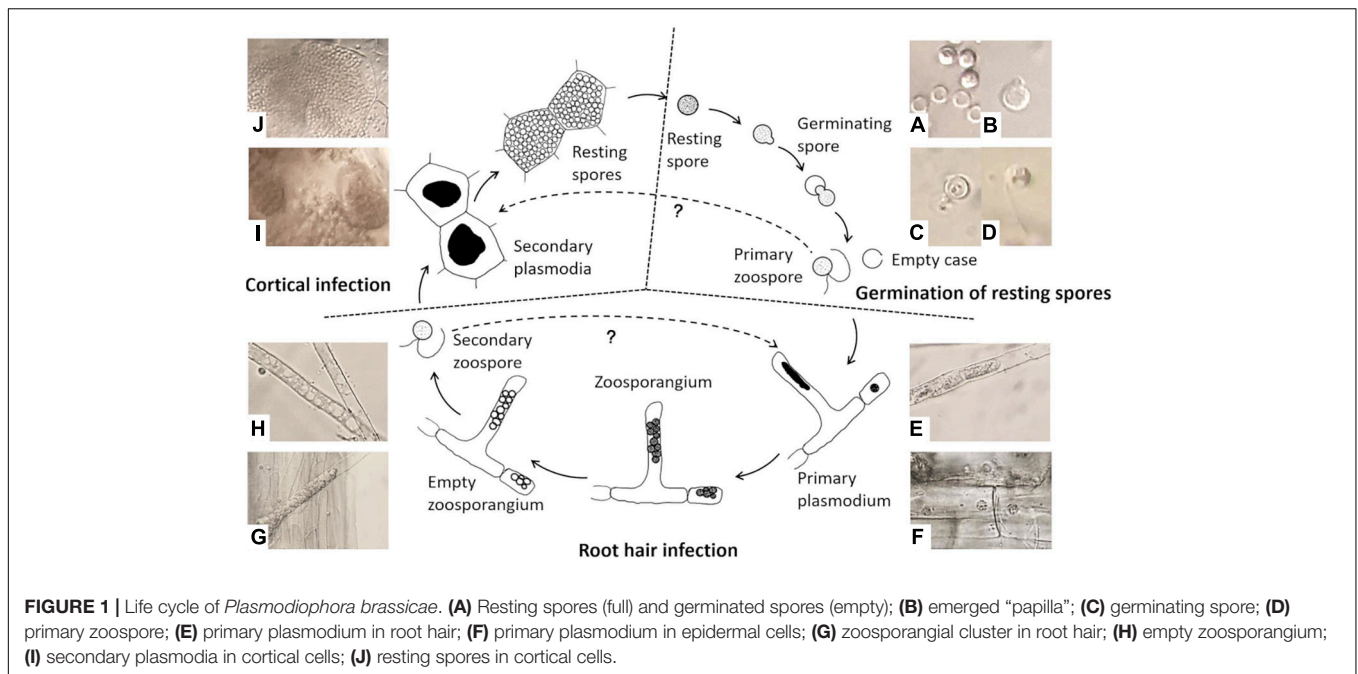 J
Resting
spores
Resting
spore
Germinating
spore
A
B
I
?
C
D
Secondary
plasmodia
Primary
zoospore
Empty case
Cortical infection
Germination of resting spores
Secondary
zoospore
?
Zoosporangium
H
E
Empty
zoosporangium
Primary
plasmodium
G
F
Root hair infection
FIGURE 1 | Life cycle of Plasmodiophora brassicae. (A) Resting spores (full) and germinated spores (empty); (B) emerged “papilla”; (C) germinating spore; (D)
primary zoospore; (E) primary plasmodium in root hair; (F) primary plasmodium in epidermal cells; (G) zoosporangial cluster in root hair; (H) empty zoosporangium;
(I) secondary plasmodia in cortical cells; (J) resting spores in cortical cells.